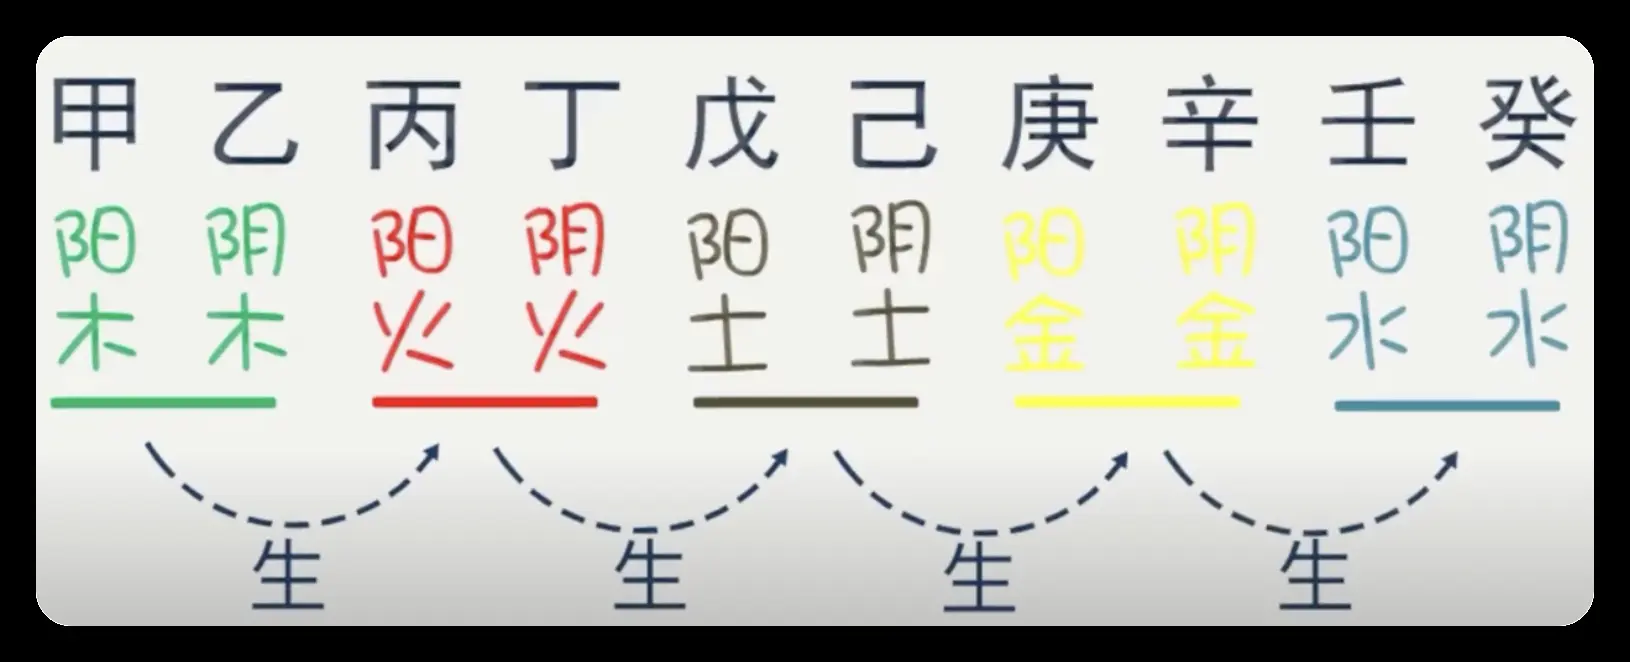 甲 乙 丙 丁 戊 己 庚 辛 壬 癸
阳 阴 阳 阴 阳 阴 阳 阴 阳 阴
木 木 火 火 土 土 金 金 水 水
生 生 生 生